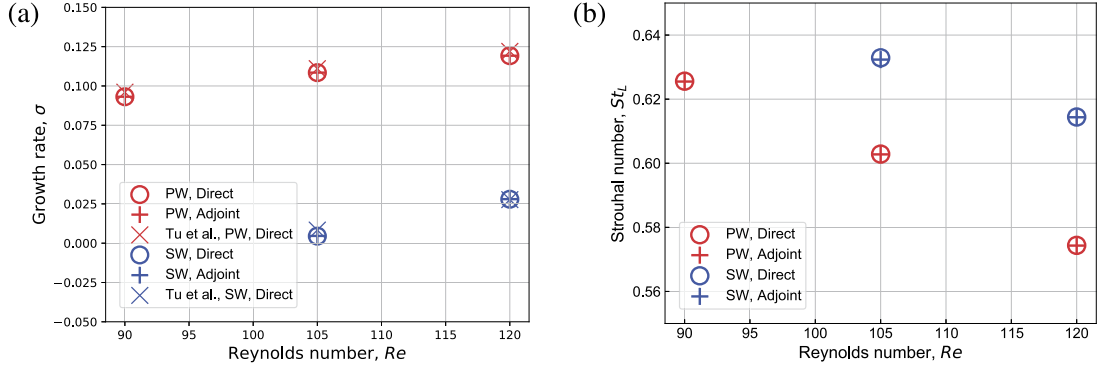 (a)
0.150
0.125
0.100
0.075
0.050
0.025
0.000
−0.025
−0.050
Growth rate, σ
PW, Direct
PW, Adjoint
Tu et al., PW, Direct
SW, Direct
SW, Adjoint
Tu et al., SW, Direct
90 95 100 105 110 115 120
Reynolds number, Re
(b)
0.64
0.62
0.60
0.58
0.56
Strouhal number, St_L
PW, Direct
PW, Adjoint
SW, Direct
SW, Adjoint
90 95 100 105 110 115 120
Reynolds number, Re